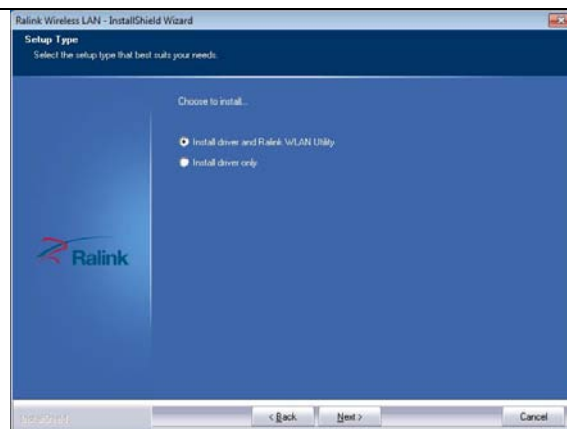 Ralink Wireless LAN - InstallShield Wizard
Setup Type
Select the setup type that best suits your needs.
Choose to install...
Install driver and Ralink WLAN Utility
Install driver only
Ralink
InstallShield
< Back
Next >
Cancel